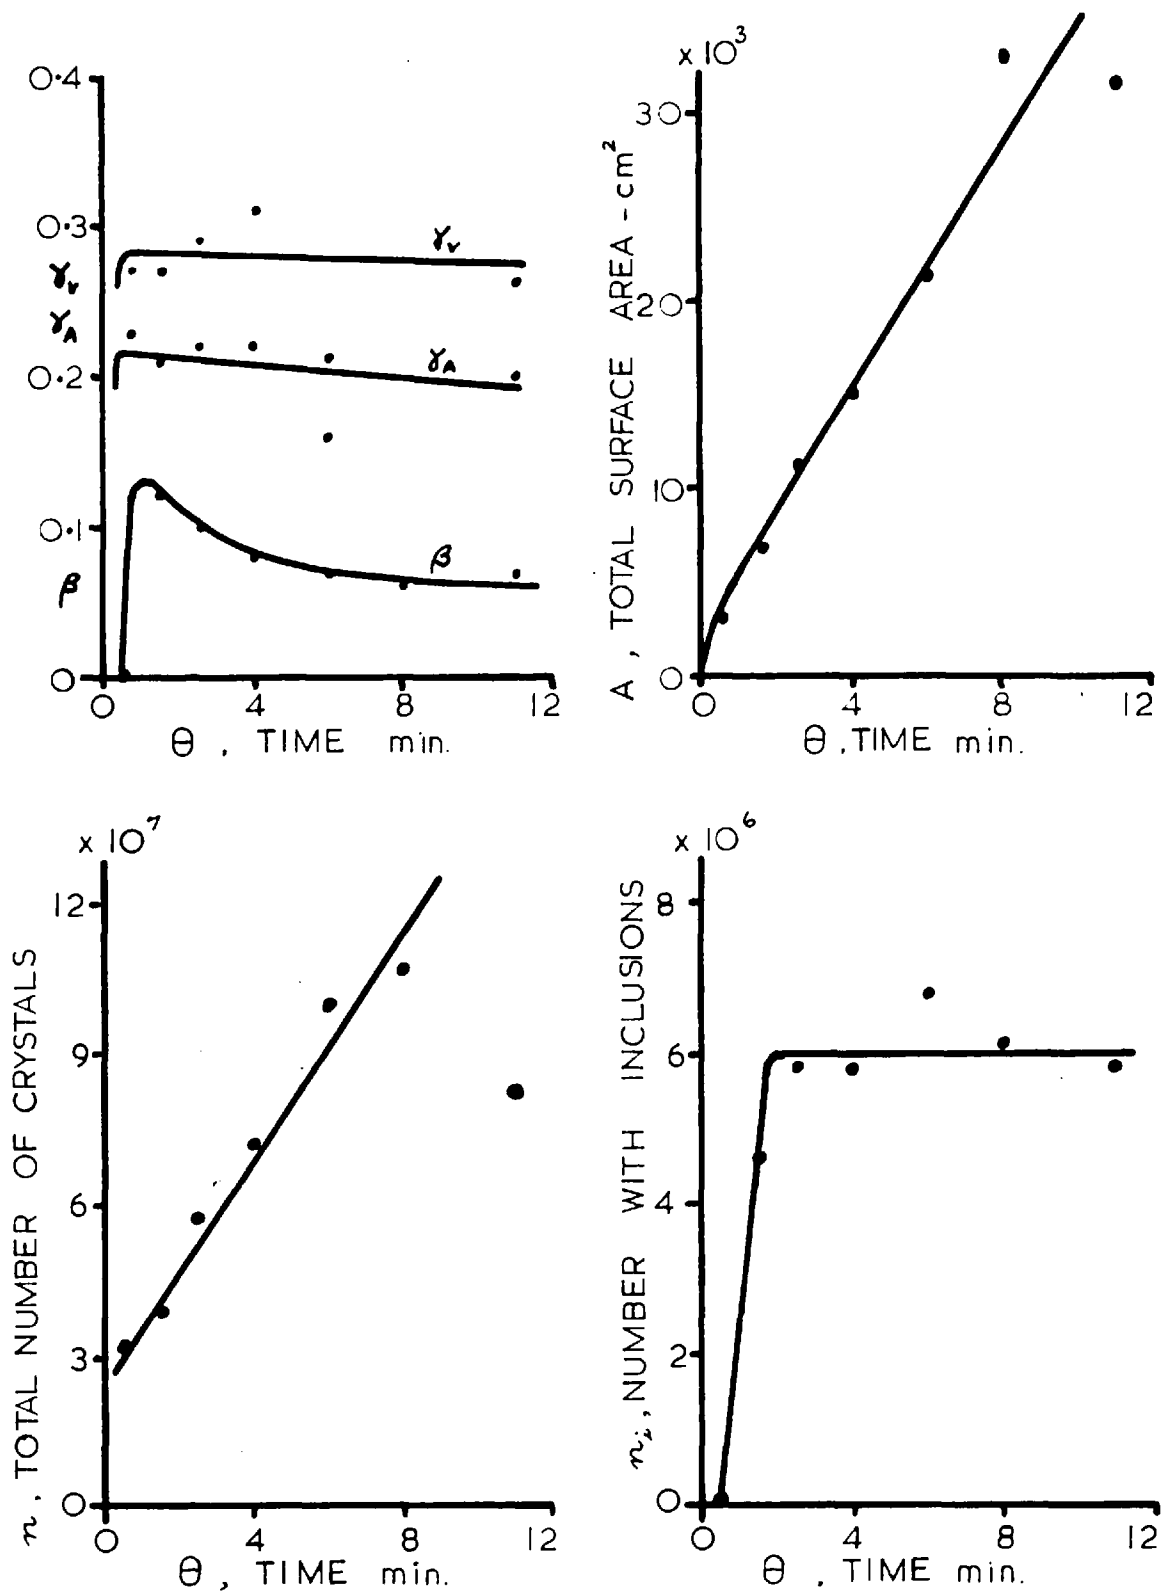 0.4
0.3
γv
γA
0.2
0.1
β
0
γv
γA
β
0 4 8 12
θ, TIME min.
x 10³
30
20
10
0
A, TOTAL SURFACE AREA - cm²
0 4 8 12
θ, TIME min.
x 10⁷
12
9
6
3
0
n, TOTAL NUMBER OF CRYSTALS
0 4 8 12
θ, TIME min.
x 10⁶
8
6
4
2
0
ni, NUMBER WITH INCLUSIONS
0 4 8 12
θ, TIME min.